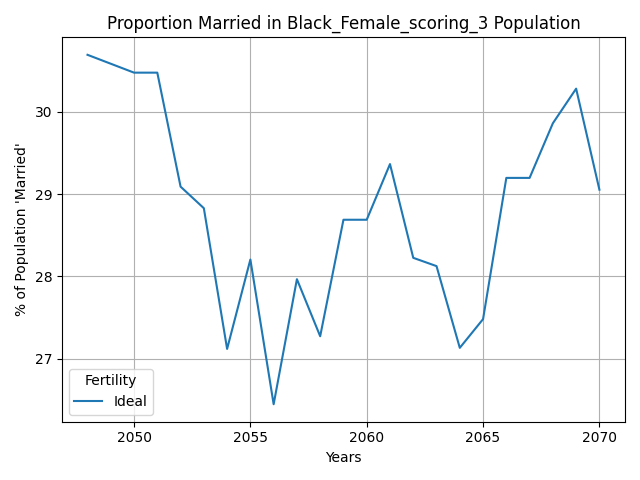 Proportion Married in Black_Female_scoring_3 Population
% of Population 'Married'
30
29
28
27
Fertility
Ideal
2050 2055 2060 2065 2070
Years